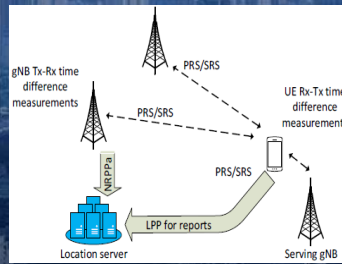 PRS/SRS
gNB Tx-Rx time
difference
measurements
PRS/SRS
UE Rx-Tx time
difference
measurement
PRS/SRS
NRPPa
LPP for reports
Location server
Serving gNB